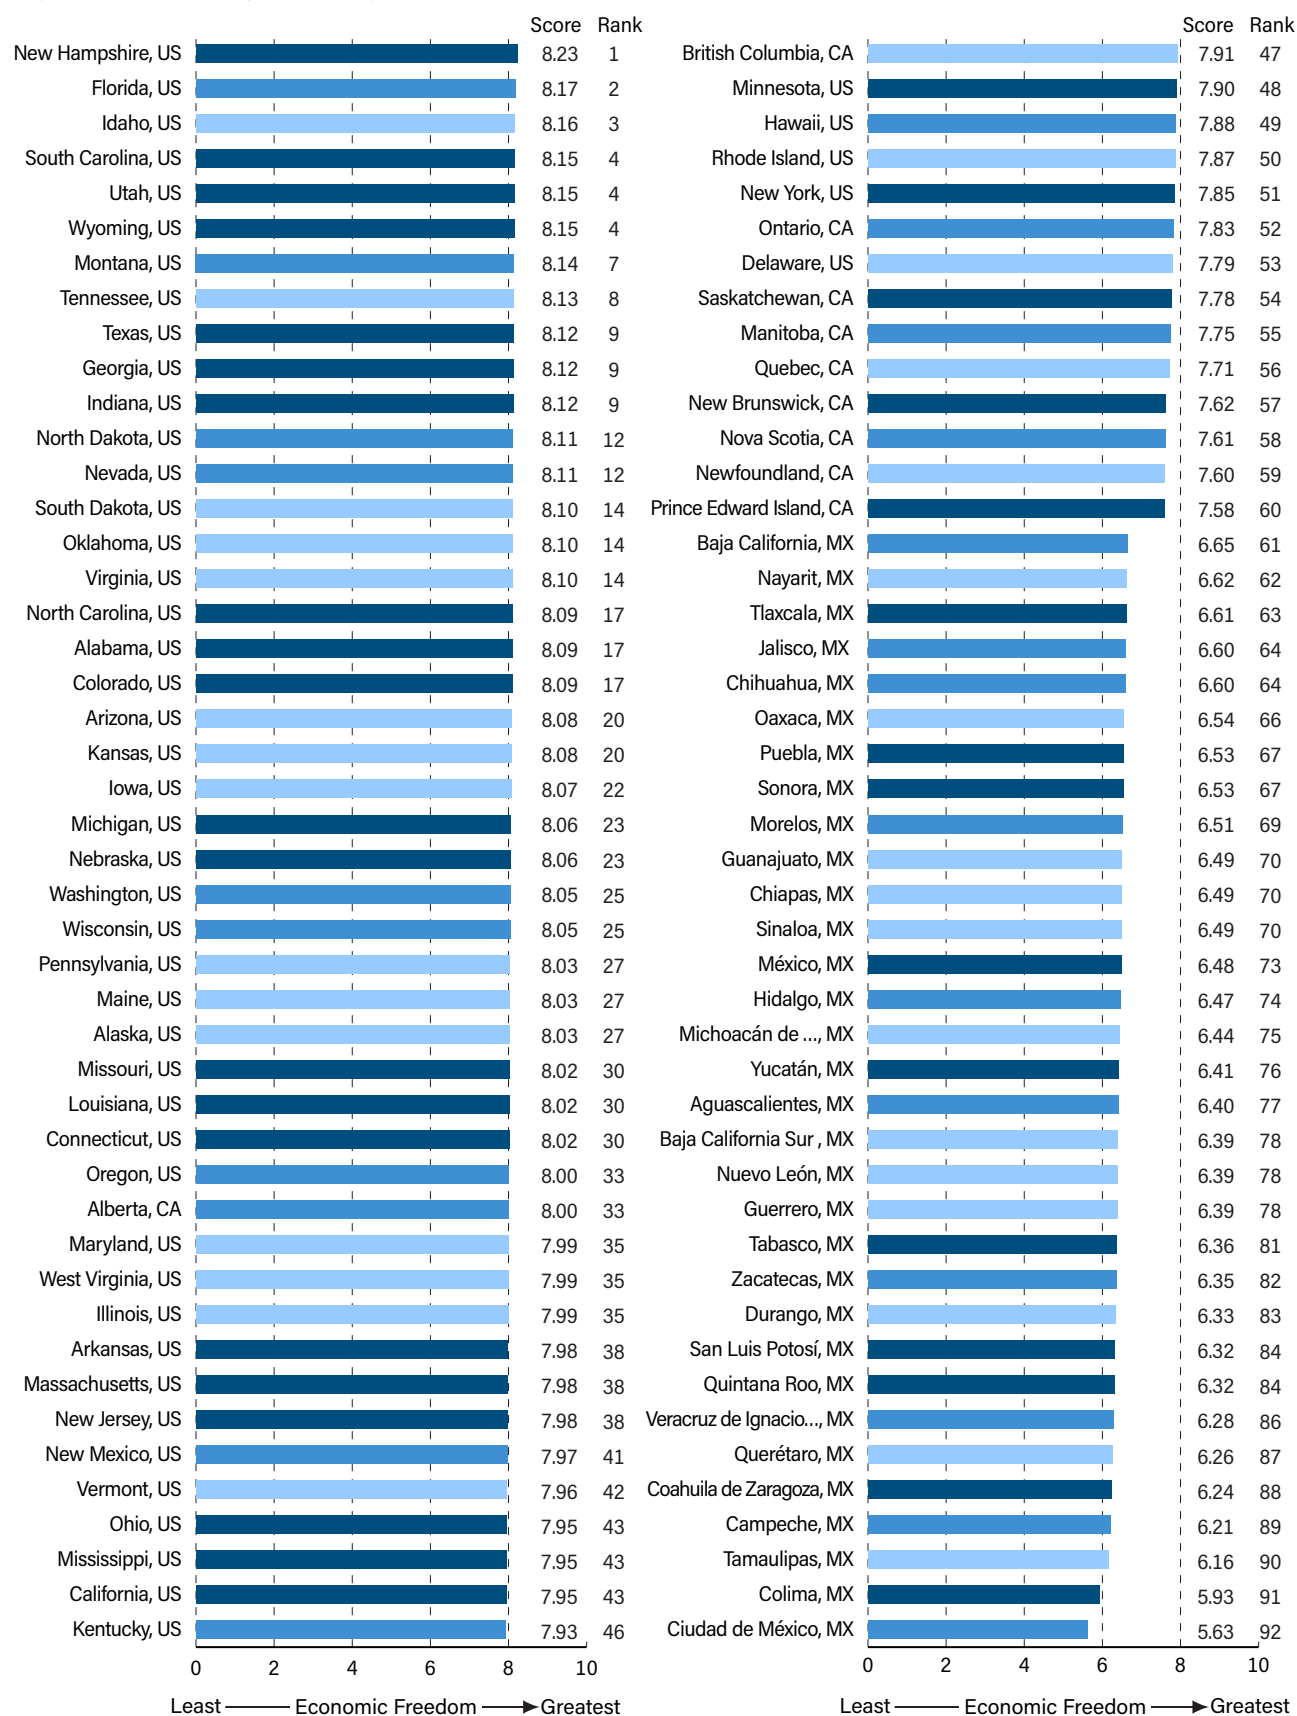 Score Rank
New Hampshire, US 8.23 1
Florida, US 8.17 2
Idaho, US 8.16 3
South Carolina, US 8.15 4
Utah, US 8.15 4
Wyoming, US 8.15 4
Montana, US 8.14 7
Tennessee, US 8.13 8
Texas, US 8.12 9
Georgia, US 8.12 9
Indiana, US 8.12 9
North Dakota, US 8.11 12
Nevada, US 8.11 12
South Dakota, US 8.10 14
Oklahoma, US 8.10 14
Virginia, US 8.10 14
North Carolina, US 8.09 17
Alabama, US 8.09 17
Colorado, US 8.09 17
Arizona, US 8.08 20
Kansas, US 8.08 20
Iowa, US 8.07 22
Michigan, US 8.06 23
Nebraska, US 8.06 23
Washington, US 8.05 25
Wisconsin, US 8.05 25
Pennsylvania, US 8.03 27
Maine, US 8.03 27
Alaska, US 8.03 27
Missouri, US 8.02 30
Louisiana, US 8.02 30
Connecticut, US 8.02 30
Oregon, US 8.00 33
Alberta, CA 8.00 33
Maryland, US 7.99 35
West Virginia, US 7.99 35
Illinois, US 7.99 35
Arkansas, US 7.98 38
Massachusetts, US 7.98 38
New Jersey, US 7.98 38
New Mexico, US 7.97 41
Vermont, US 7.96 42
Ohio, US 7.95 43
Mississippi, US 7.95 43
California, US 7.95 43
Kentucky, US 7.93 46
0 2 4 6 8 10
Least Economic Freedom Greatest
Score Rank
British Columbia, CA 7.91 47
Minnesota, US 7.90 48
Hawaii, US 7.88 49
Rhode Island, US 7.87 50
New York, US 7.85 51
Ontario, CA 7.83 52
Delaware, US 7.79 53
Saskatchewan, CA 7.78 54
Manitoba, CA 7.75 55
Quebec, CA 7.71 56
New Brunswick, CA 7.62 57
Nova Scotia, CA 7.61 58
Newfoundland, CA 7.60 59
Prince Edward Island, CA 7.58 60
Baja California, MX 6.65 61
Nayarit, MX 6.62 62
Tlaxcala, MX 6.61 63
Jalisco, MX 6.60 64
Chihuahua, MX 6.60 64
Oaxaca, MX 6.54 66
Puebla, MX 6.53 67
Sonora, MX 6.53 67
Morelos, MX 6.51 69
Guanajuato, MX 6.49 70
Chiapas, MX 6.49 70
Sinaloa, MX 6.49 70
México, MX 6.48 73
Hidalgo, MX 6.47 74
Michoacán de ..., MX 6.44 75
Yucatán, MX 6.41 76
Aguascalientes, MX 6.40 77
Baja California Sur , MX 6.39 78
Nuevo León, MX 6.39 78
Guerrero, MX 6.39 78
Tabasco, MX 6.36 81
Zacatecas, MX 6.35 82
Durango, MX 6.33 83
San Luis Potosí, MX 6.32 84
Quintana Roo, MX 6.32 84
Veracruz de Ignacio..., MX 6.28 86
Querétaro, MX 6.26 87
Coahuila de Zaragoza, MX 6.24 88
Campeche, MX 6.21 89
Tamaulipas, MX 6.16 90
Colima, MX 5.93 91
Ciudad de México, MX 5.63 92
0 2 4 6 8 10
Least Economic Freedom Greatest